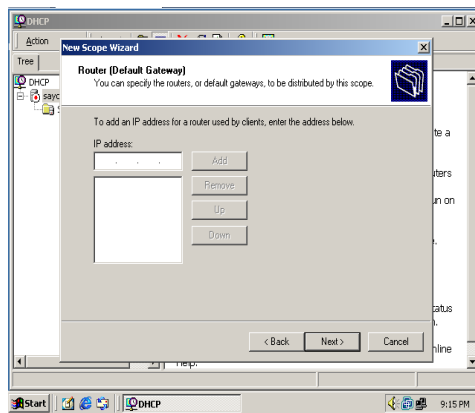 DHCP
Action
Tree
DHCP
sayc
New Scope Wizard
Router (Default Gateway)
You can specify the routers, or default gateways, to be distributed by this scope.
To add an IP address for a router used by clients, enter the address below.
IP address:
. . .
Add
Remove
Up
Down
< Back
Next >
Cancel
te a
uters
un on
e.
tatus
n.
nline
Help.
Start
DHCP
9:15 PM